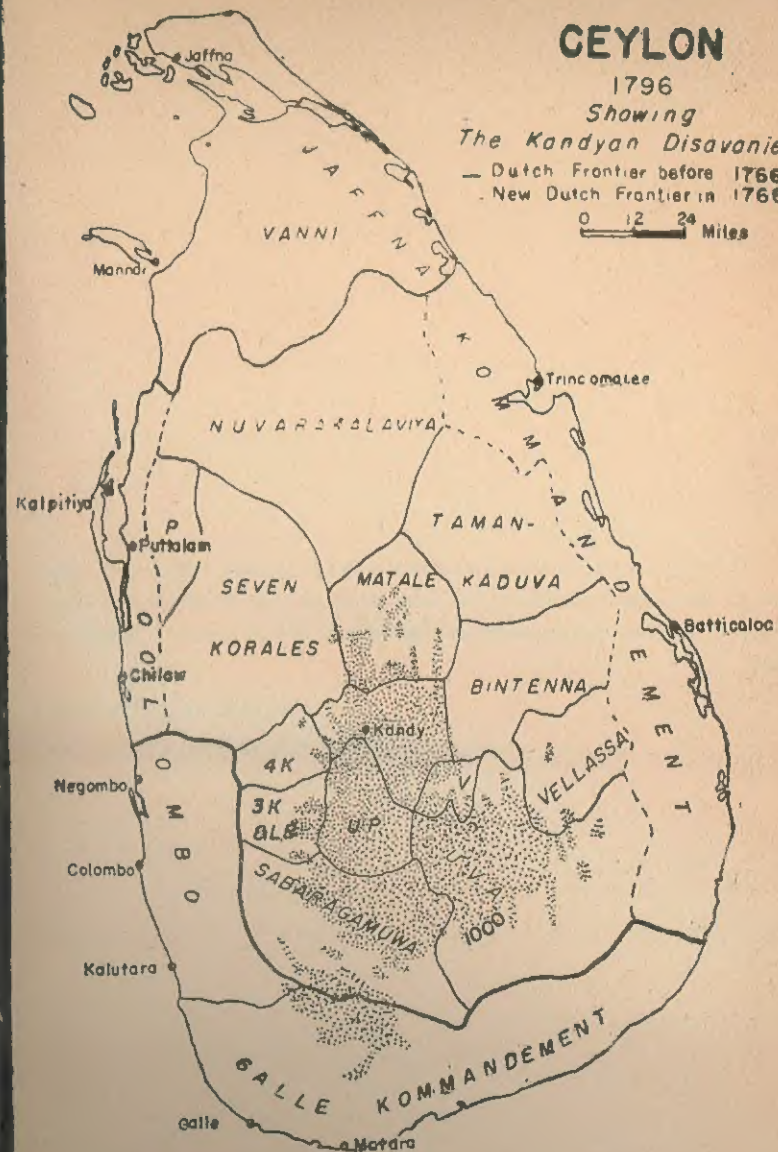 CEYLON
1796
Showing
The Kandyan Disavanie
— Dutch Frontier before 1766
. New Dutch Frontier in 1766
0 12 24 Miles
Jaffna
JAFFNA
VANNI
Mannar
KOMMANDEMENT
Trincomalee
NUVARAKALAVIYA
Kalpitiya
P
Puttalam
TAMAN-
KADUVA
SEVEN
KORALES
MATALE
Batticaloa
BINTENNA
Chilaw
COLOMBO
Kandy
VELLASSA
4K
V
Negombo
3K
UP
UVA
Colombo
SABARAGAMUWA
1000
Kalutara
GALLE KOMMANDEMENT
Galle
Matara